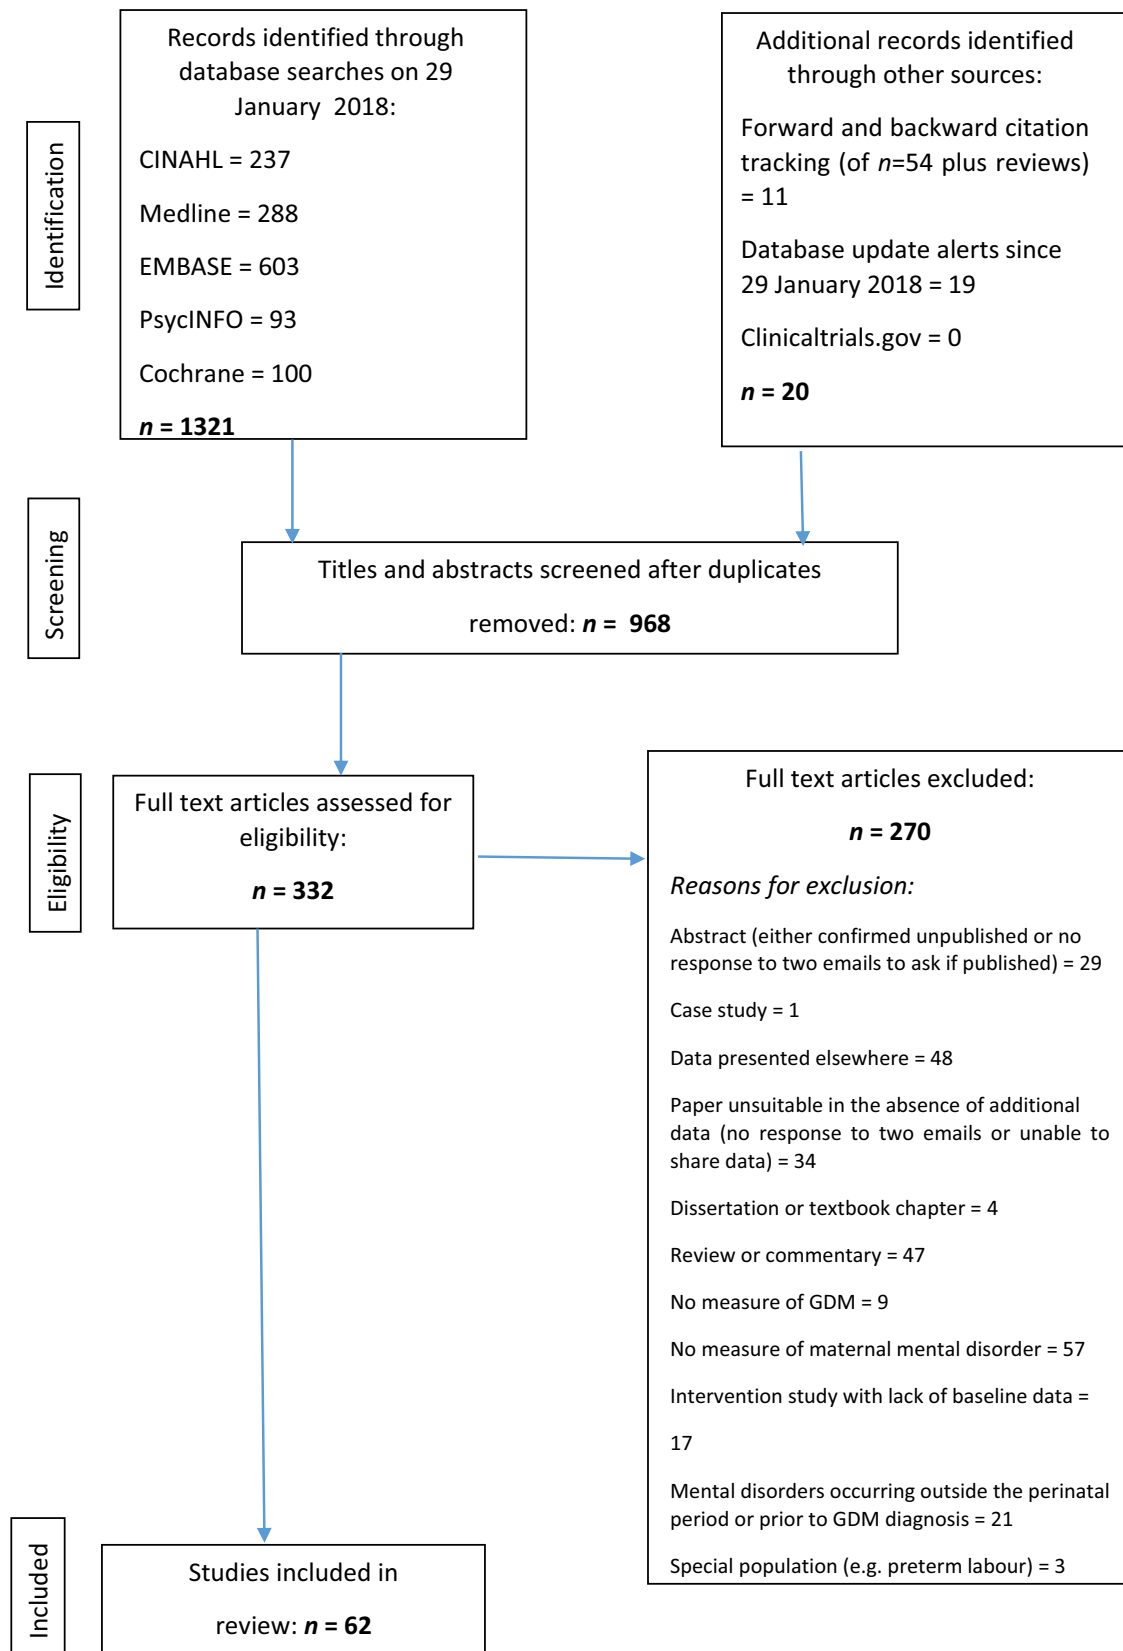 Records identified through
database searches on 29
January 2018:
CINAHL = 237
Medline = 288
EMBASE = 603
PsycINFO = 93
Cochrane = 100
n = 1321
Additional records identified
through other sources:
Forward and backward citation
tracking (of n=54 plus reviews)
= 11
Database update alerts since
29 January 2018 = 19
Clinicaltrials.gov = 0
n = 20
Identification
Screening
Titles and abstracts screened after duplicates
removed: n = 968
Eligibility
Full text articles assessed for
eligibility:
n = 332
Full text articles excluded:
n = 270
Reasons for exclusion:
Abstract (either confirmed unpublished or no
response to two emails to ask if published) = 29
Case study = 1
Data presented elsewhere = 48
Paper unsuitable in the absence of additional
data (no response to two emails or unable to
share data) = 34
Dissertation or textbook chapter = 4
Review or commentary = 47
No measure of GDM = 9
No measure of maternal mental disorder = 57
Intervention study with lack of baseline data =
17
Mental disorders occurring outside the perinatal
period or prior to GDM diagnosis = 21
Special population (e.g. preterm labour) = 3
Included
Studies included in
review: n = 62